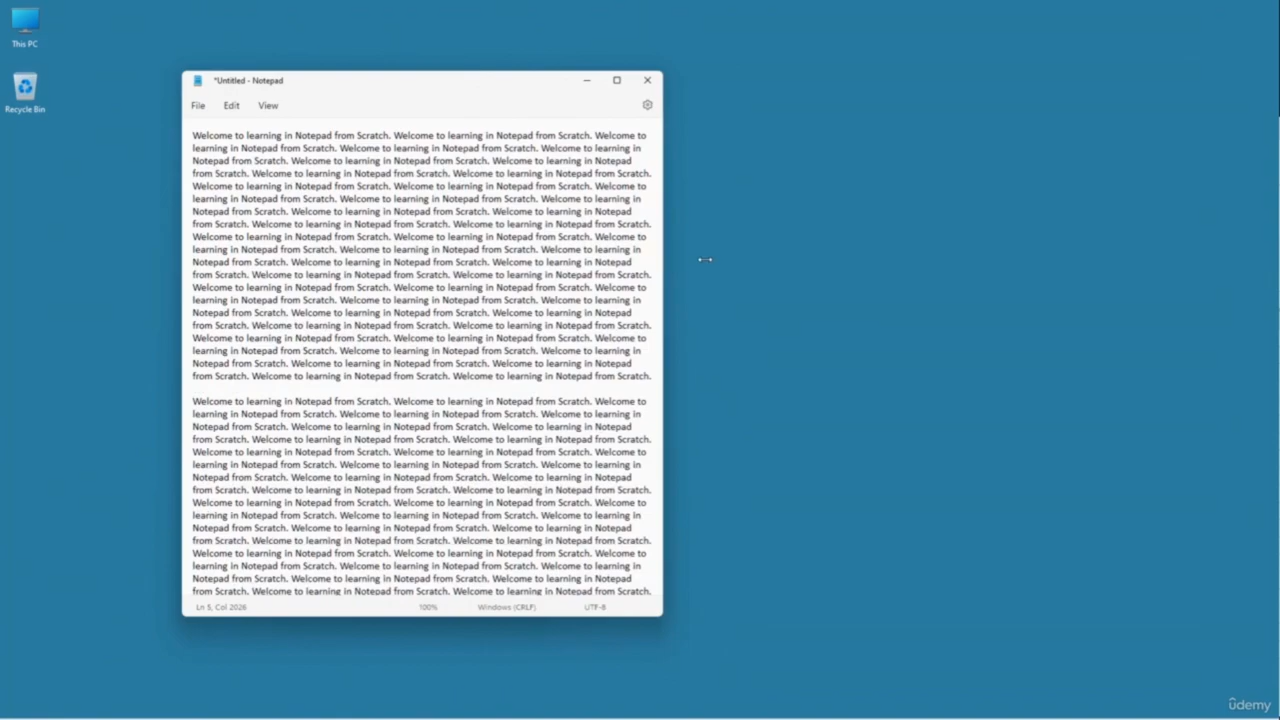 This PC
Recycle Bin
*Untitled - Notepad
File Edit View
Welcome to learning in Notepad from Scratch. Welcome to learning in Notepad from Scratch. Welcome to
learning in Notepad from Scratch. Welcome to learning in Notepad from Scratch. Welcome to learning in
Notepad from Scratch. Welcome to learning in Notepad from Scratch. Welcome to learning in Notepad
from Scratch. Welcome to learning in Notepad from Scratch. Welcome to learning in Notepad from Scratch.
Welcome to learning in Notepad from Scratch. Welcome to learning in Notepad from Scratch. Welcome to
learning in Notepad from Scratch. Welcome to learning in Notepad from Scratch. Welcome to learning in
Notepad from Scratch. Welcome to learning in Notepad from Scratch. Welcome to learning in Notepad
from Scratch. Welcome to learning in Notepad from Scratch. Welcome to learning in Notepad from Scratch.
Welcome to learning in Notepad from Scratch. Welcome to learning in Notepad from Scratch. Welcome to
learning in Notepad from Scratch. Welcome to learning in Notepad from Scratch. Welcome to learning in
Notepad from Scratch. Welcome to learning in Notepad from Scratch. Welcome to learning in Notepad
from Scratch. Welcome to learning in Notepad from Scratch. Welcome to learning in Notepad from Scratch.
Welcome to learning in Notepad from Scratch. Welcome to learning in Notepad from Scratch. Welcome to
learning in Notepad from Scratch. Welcome to learning in Notepad from Scratch. Welcome to learning in
Notepad from Scratch. Welcome to learning in Notepad from Scratch. Welcome to learning in Notepad
from Scratch. Welcome to learning in Notepad from Scratch. Welcome to learning in Notepad from Scratch.
Welcome to learning in Notepad from Scratch. Welcome to learning in Notepad from Scratch. Welcome to
learning in Notepad from Scratch. Welcome to learning in Notepad from Scratch. Welcome to learning in
Notepad from Scratch. Welcome to learning in Notepad from Scratch. Welcome to learning in Notepad
from Scratch. Welcome to learning in Notepad from Scratch. Welcome to learning in Notepad from Scratch.
Welcome to learning in Notepad from Scratch. Welcome to learning in Notepad from Scratch. Welcome to
learning in Notepad from Scratch. Welcome to learning in Notepad from Scratch. Welcome to learning in
Notepad from Scratch. Welcome to learning in Notepad from Scratch. Welcome to learning in Notepad
from Scratch. Welcome to learning in Notepad from Scratch. Welcome to learning in Notepad from Scratch.
Welcome to learning in Notepad from Scratch. Welcome to learning in Notepad from Scratch. Welcome to
learning in Notepad from Scratch. Welcome to learning in Notepad from Scratch. Welcome to learning in
Notepad from Scratch. Welcome to learning in Notepad from Scratch. Welcome to learning in Notepad
from Scratch. Welcome to learning in Notepad from Scratch. Welcome to learning in Notepad from Scratch.
Welcome to learning in Notepad from Scratch. Welcome to learning in Notepad from Scratch. Welcome to
learning in Notepad from Scratch. Welcome to learning in Notepad from Scratch. Welcome to learning in
Notepad from Scratch. Welcome to learning in Notepad from Scratch. Welcome to learning in Notepad
from Scratch. Welcome to learning in Notepad from Scratch. Welcome to learning in Notepad from Scratch.
Welcome to learning in Notepad from Scratch. Welcome to learning in Notepad from Scratch. Welcome to
learning in Notepad from Scratch. Welcome to learning in Notepad from Scratch. Welcome to learning in
Notepad from Scratch. Welcome to learning in Notepad from Scratch. Welcome to learning in Notepad
from Scratch. Welcome to learning in Notepad from Scratch. Welcome to learning in Notepad from Scratch.
Ln 5, Col 2026 100% Windows (CRLF) UTF-8
ûdemy